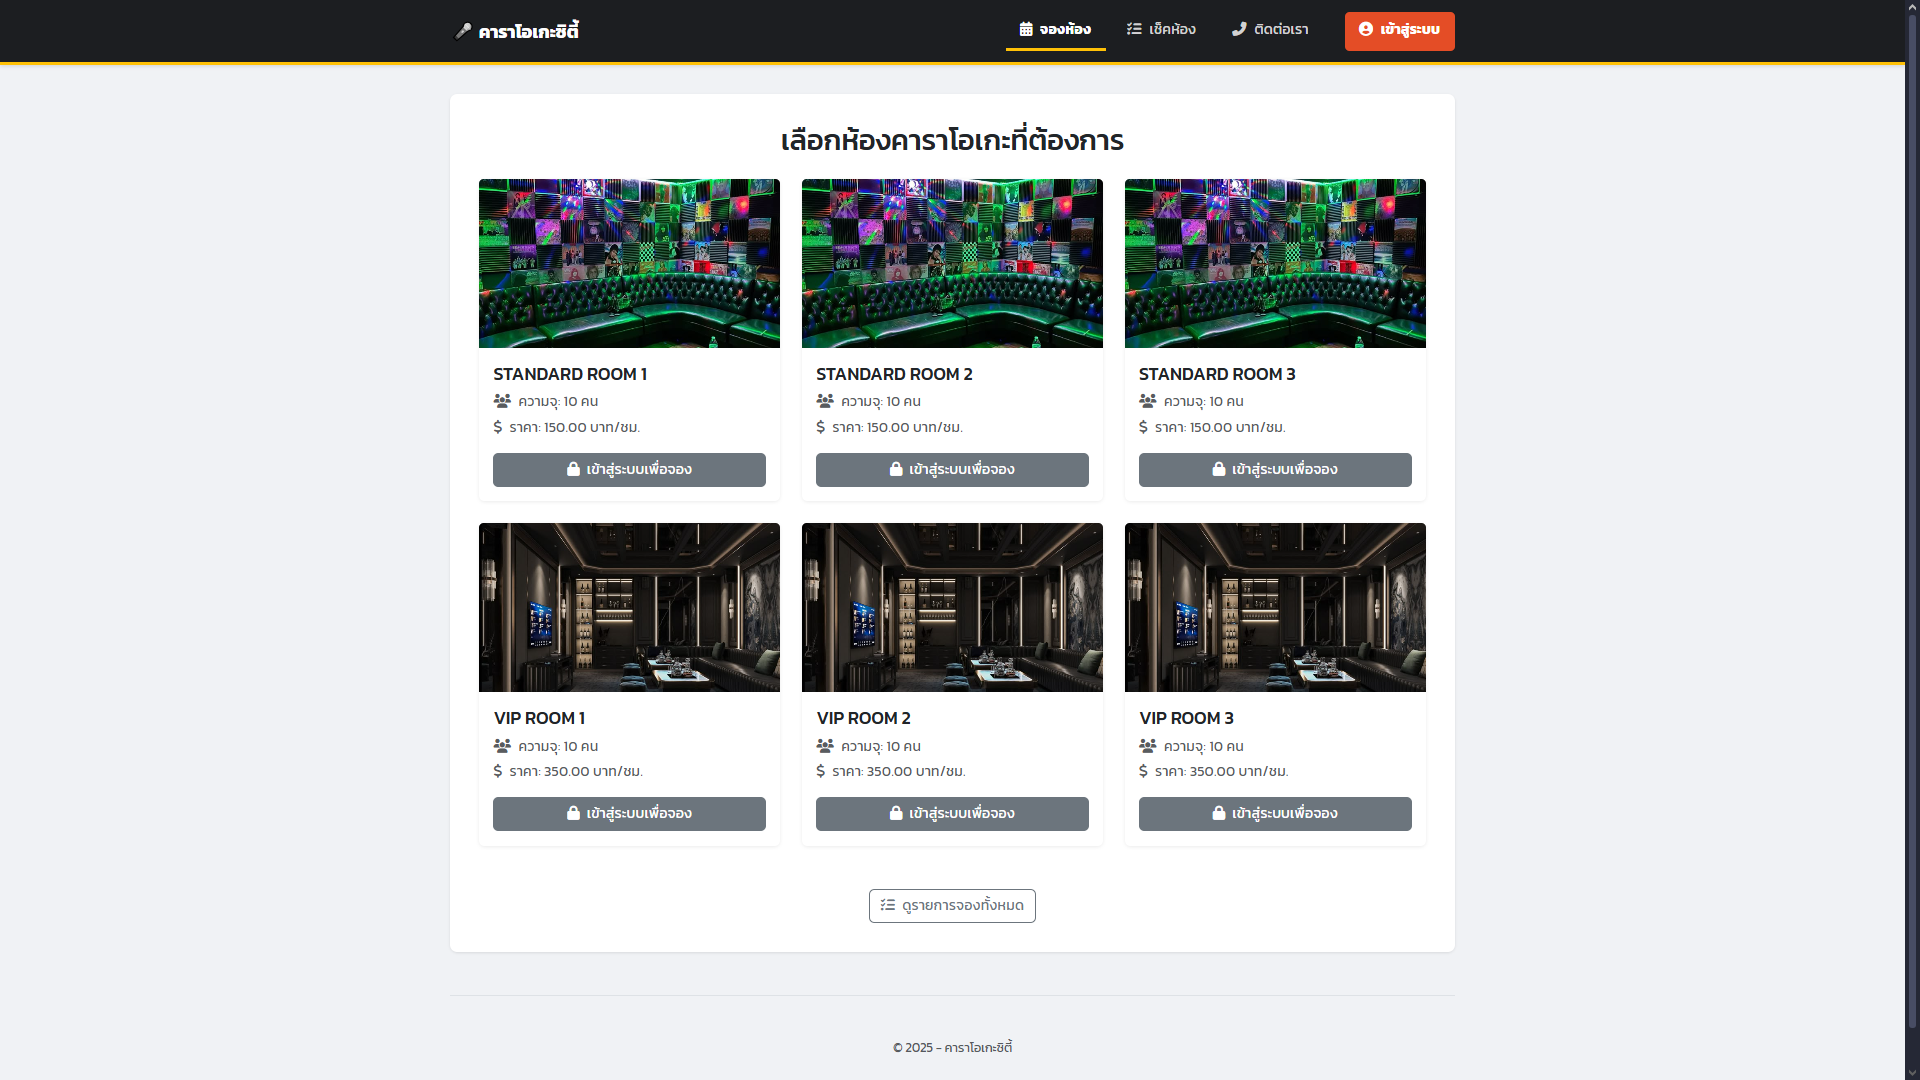 คาราโอเกะซิตี้
จองห้อง
เช็คห้อง
ติดต่อเรา
เข้าสู่ระบบ
เลือกห้องคาราโอเกะที่ต้องการ
STANDARD ROOM 1
ความจุ: 10 คน
ราคา: 150.00 บาท/ชม.
เข้าสู่ระบบเพื่อจอง
STANDARD ROOM 2
ความจุ: 10 คน
ราคา: 150.00 บาท/ชม.
เข้าสู่ระบบเพื่อจอง
STANDARD ROOM 3
ความจุ: 10 คน
ราคา: 150.00 บาท/ชม.
เข้าสู่ระบบเพื่อจอง
VIP ROOM 1
ความจุ: 10 คน
ราคา: 350.00 บาท/ชม.
เข้าสู่ระบบเพื่อจอง
VIP ROOM 2
ความจุ: 10 คน
ราคา: 350.00 บาท/ชม.
เข้าสู่ระบบเพื่อจอง
VIP ROOM 3
ความจุ: 10 คน
ราคา: 350.00 บาท/ชม.
เข้าสู่ระบบเพื่อจอง
ดูรายการจองทั้งหมด
© 2025 - คาราโอเกะซิตี้